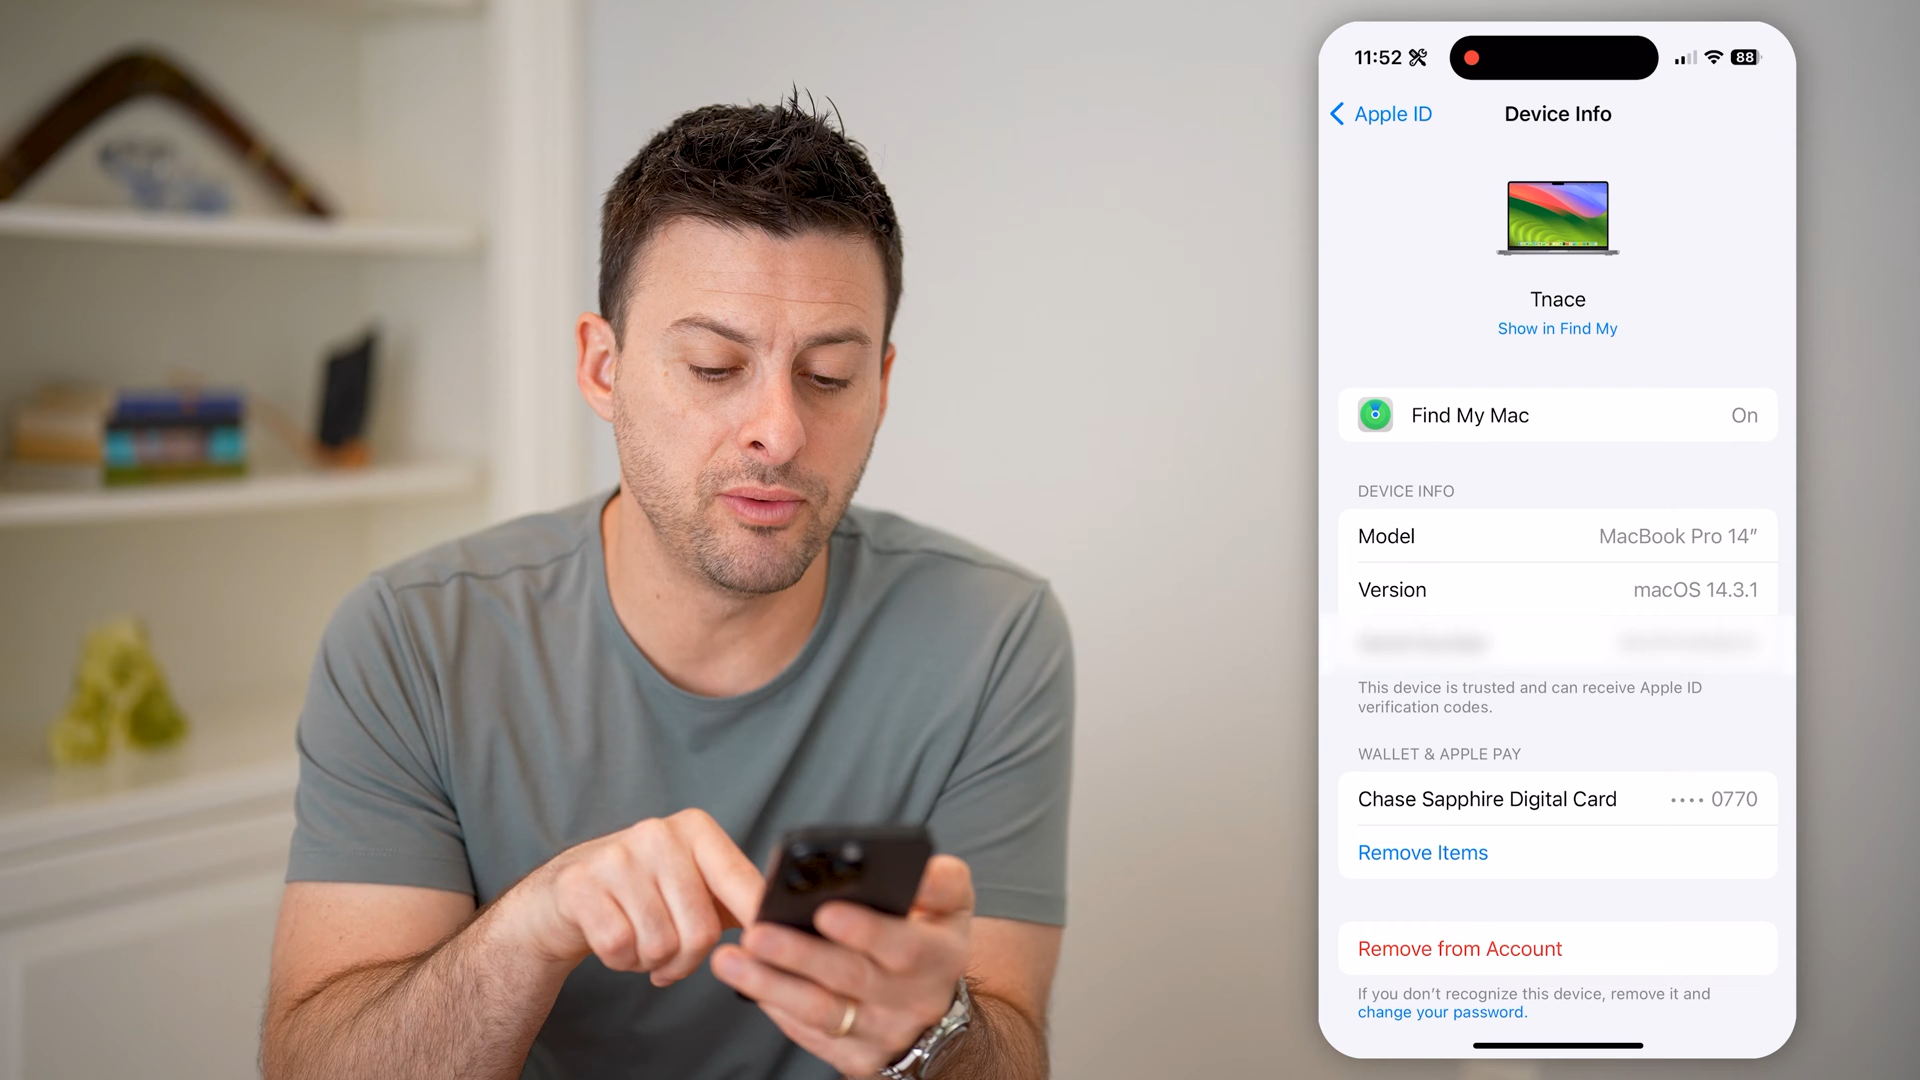 11:52
88
Apple ID
Device Info
Tnace
Show in Find My
Find My Mac On
DEVICE INFO
Model MacBook Pro 14″
Version macOS 14.3.1
This device is trusted and can receive Apple ID
verification codes.
WALLET & APPLE PAY
Chase Sapphire Digital Card •••• 0770
Remove Items
Remove from Account
If you don’t recognize this device, remove it and
change your password.